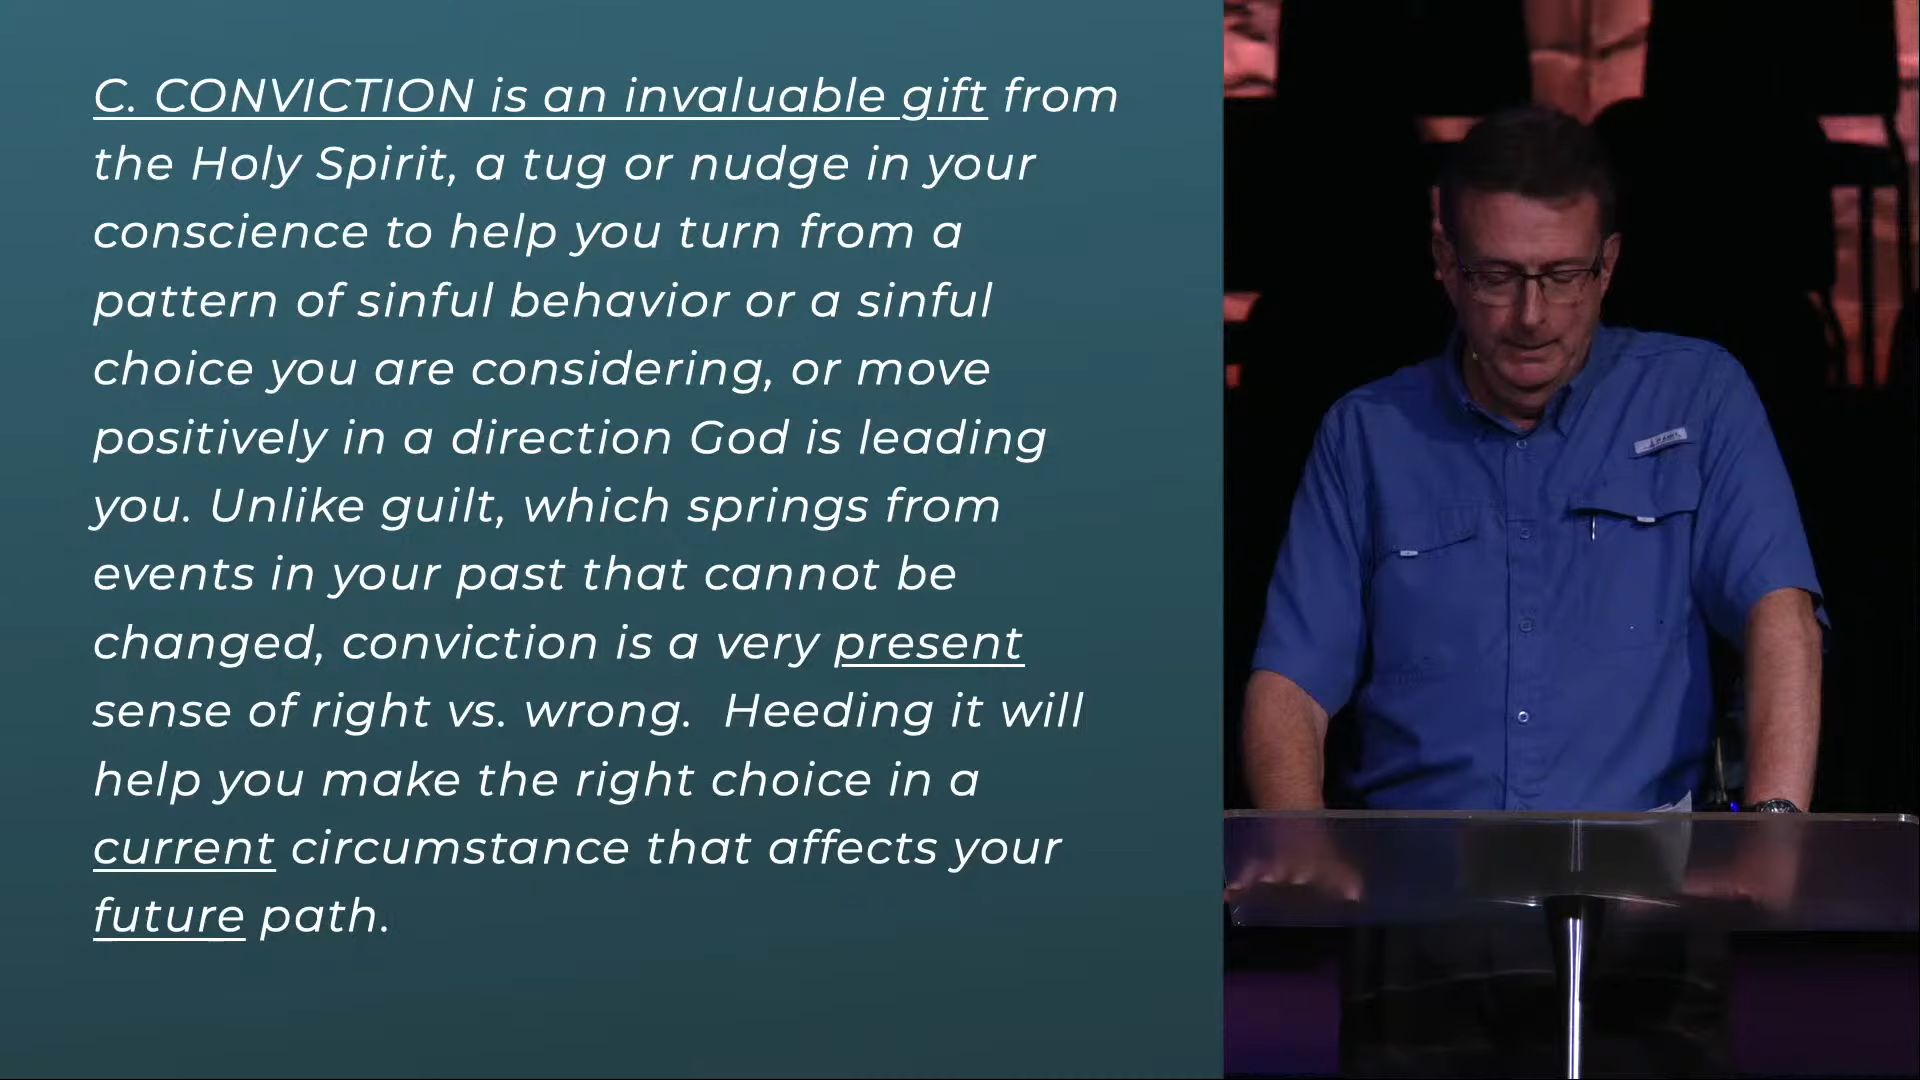 C. CONVICTION is an invaluable gift from
the Holy Spirit, a tug or nudge in your
conscience to help you turn from a
pattern of sinful behavior or a sinful
choice you are considering, or move
positively in a direction God is leading
you. Unlike guilt, which springs from
events in your past that cannot be
changed, conviction is a very present
sense of right vs. wrong.  Heeding it will
help you make the right choice in a
current circumstance that affects your
future path.